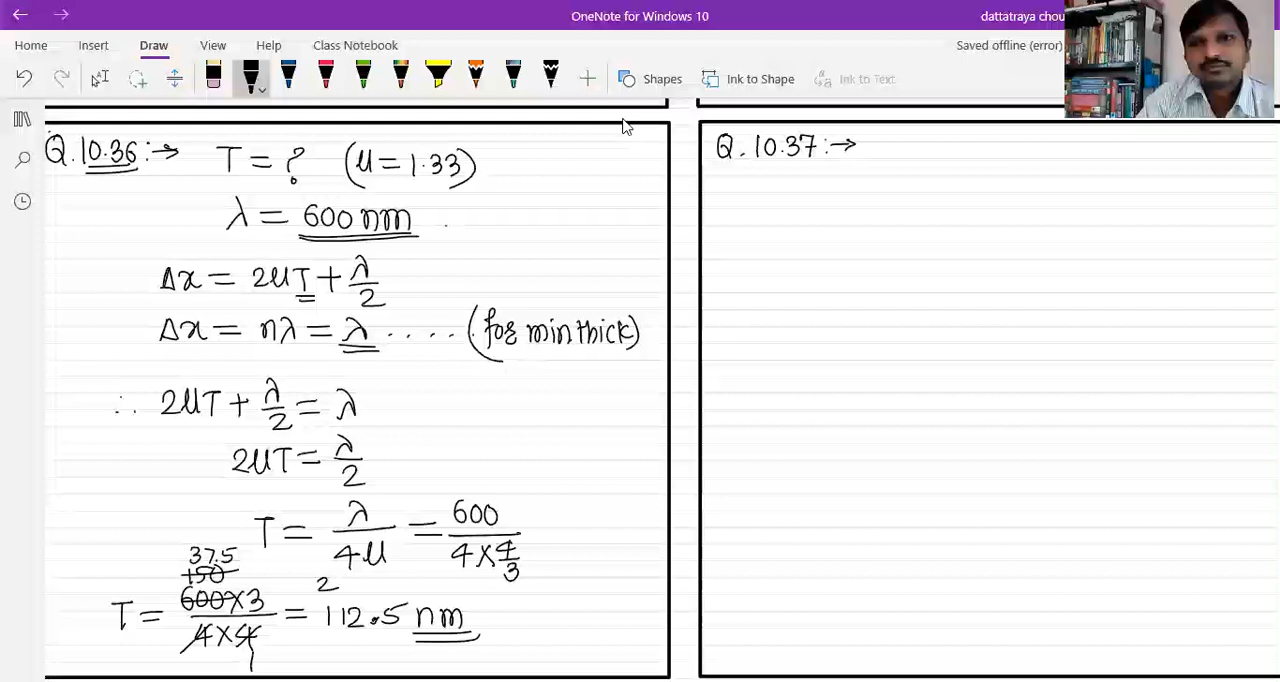 OneNote for Windows 10
dattatraya chou
Home Insert Draw View Help Class Notebook
Saved offline (error)
Shapes Ink to Shape Ink to Text
Q.10.36:→ T = ? (μ = 1.33)
λ = 600 nm
Δx = 2μT + λ/2
Δx = nλ = λ ..... (for min thick)
∴ 2μT + λ/2 = λ
2μT = λ/2
T = λ/4μ = 600/(4×4/3)
37.5
150
2
T = 600×3/4×4 = 112.5 nm
1
Q. 10.37:→